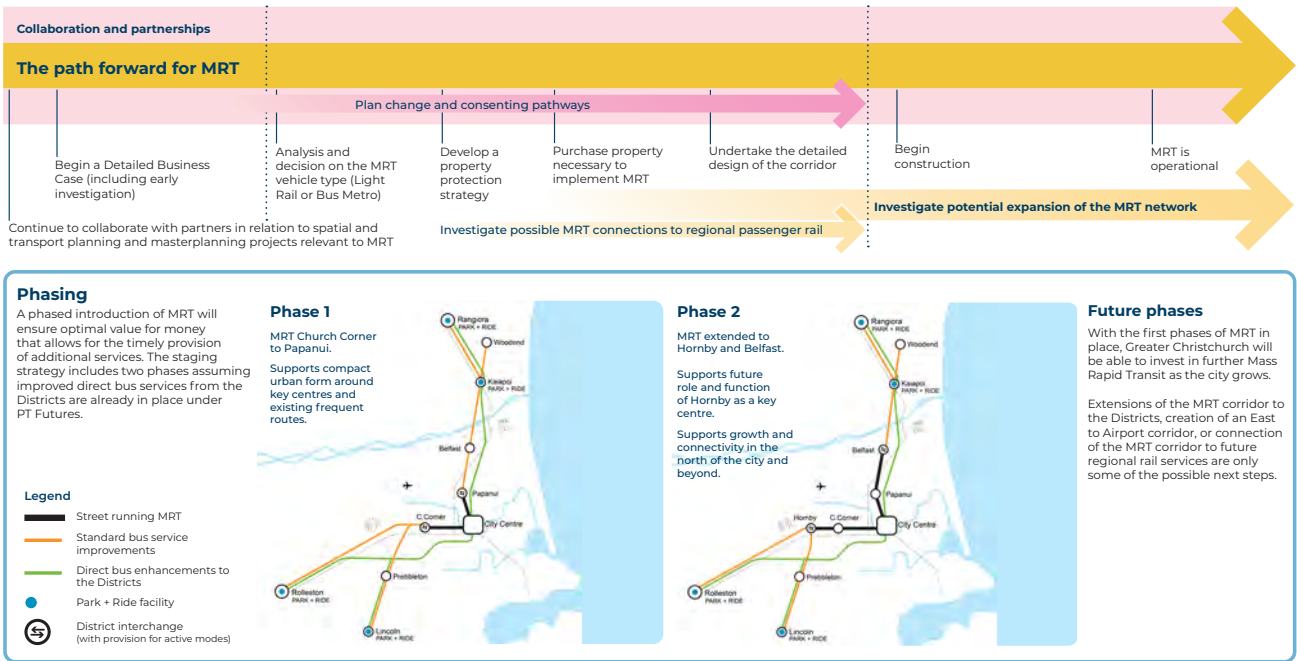 Collaboration and partnerships
The path forward for MRT
Plan change and consenting pathways
Begin a Detailed Business
Case (including early
investigation)
Analysis and
decision on the MRT
vehicle type (Light
Rail or Bus Metro)
Develop a
property
protection
strategy
Purchase property
necessary to
implement MRT
Undertake the detailed
design of the corridor
Begin
construction
MRT is
operational
Continue to collaborate with partners in relation to spatial and
transport planning and masterplanning projects relevant to MRT
Investigate possible MRT connections to regional passenger rail
Investigate potential expansion of the MRT network
Phasing
A phased introduction of MRT will
ensure optimal value for money
that allows for the timely provision
of additional services. The staging
strategy includes two phases assuming
improved direct bus services from the
Districts are already in place under
PT Futures.
Legend
Street running MRT
Standard bus service
improvements
Direct bus enhancements to
the Districts
Park + Ride facility
District interchange
(with provision for active modes)
Phase 1
MRT Church Corner
to Papanui.
Supports compact
urban form around
key centres and
existing frequent
routes.
Rangiora
PARK + RIDE
Woodend
Kaiapoi
PARK + RIDE
Belfast
Papanui
C.Corner
City Centre
Prebbleton
Rolleston
PARK + RIDE
Lincoln
PARK + RIDE
Phase 2
MRT extended to
Hornby and Belfast.
Supports future
role and function
of Hornby as a key
centre.
Supports growth and
connectivity in the
north of the city and
beyond.
Rangiora
PARK + RIDE
Woodend
Kaiapoi
PARK + RIDE
Belfast
Papanui
Hornby
C.Corner
City Centre
Prebbleton
Rolleston
PARK + RIDE
Lincoln
PARK + RIDE
Future phases
With the first phases of MRT in
place, Greater Christchurch will
be able to invest in further Mass
Rapid Transit as the city grows.
Extensions of the MRT corridor to
the Districts, creation of an East
to Airport corridor, or connection
of the MRT corridor to future
regional rail services are only
some of the possible next steps.